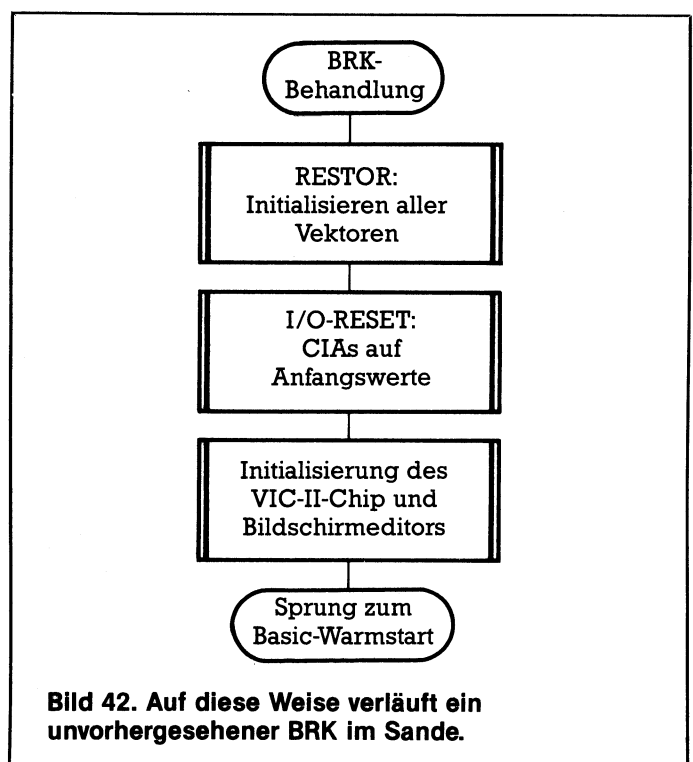 BRK-
Behandlung
RESTOR:
Initialisieren aller
Vektoren
I/O-RESET:
CIAs auf
Anfangswerte
Initialisierung des
VIC-II-Chip und
Bildschirmeditors
Sprung zum
Basic-Warmstart
Bild 42. Auf diese Weise verläuft ein
unvorhergesehener BRK im Sande.